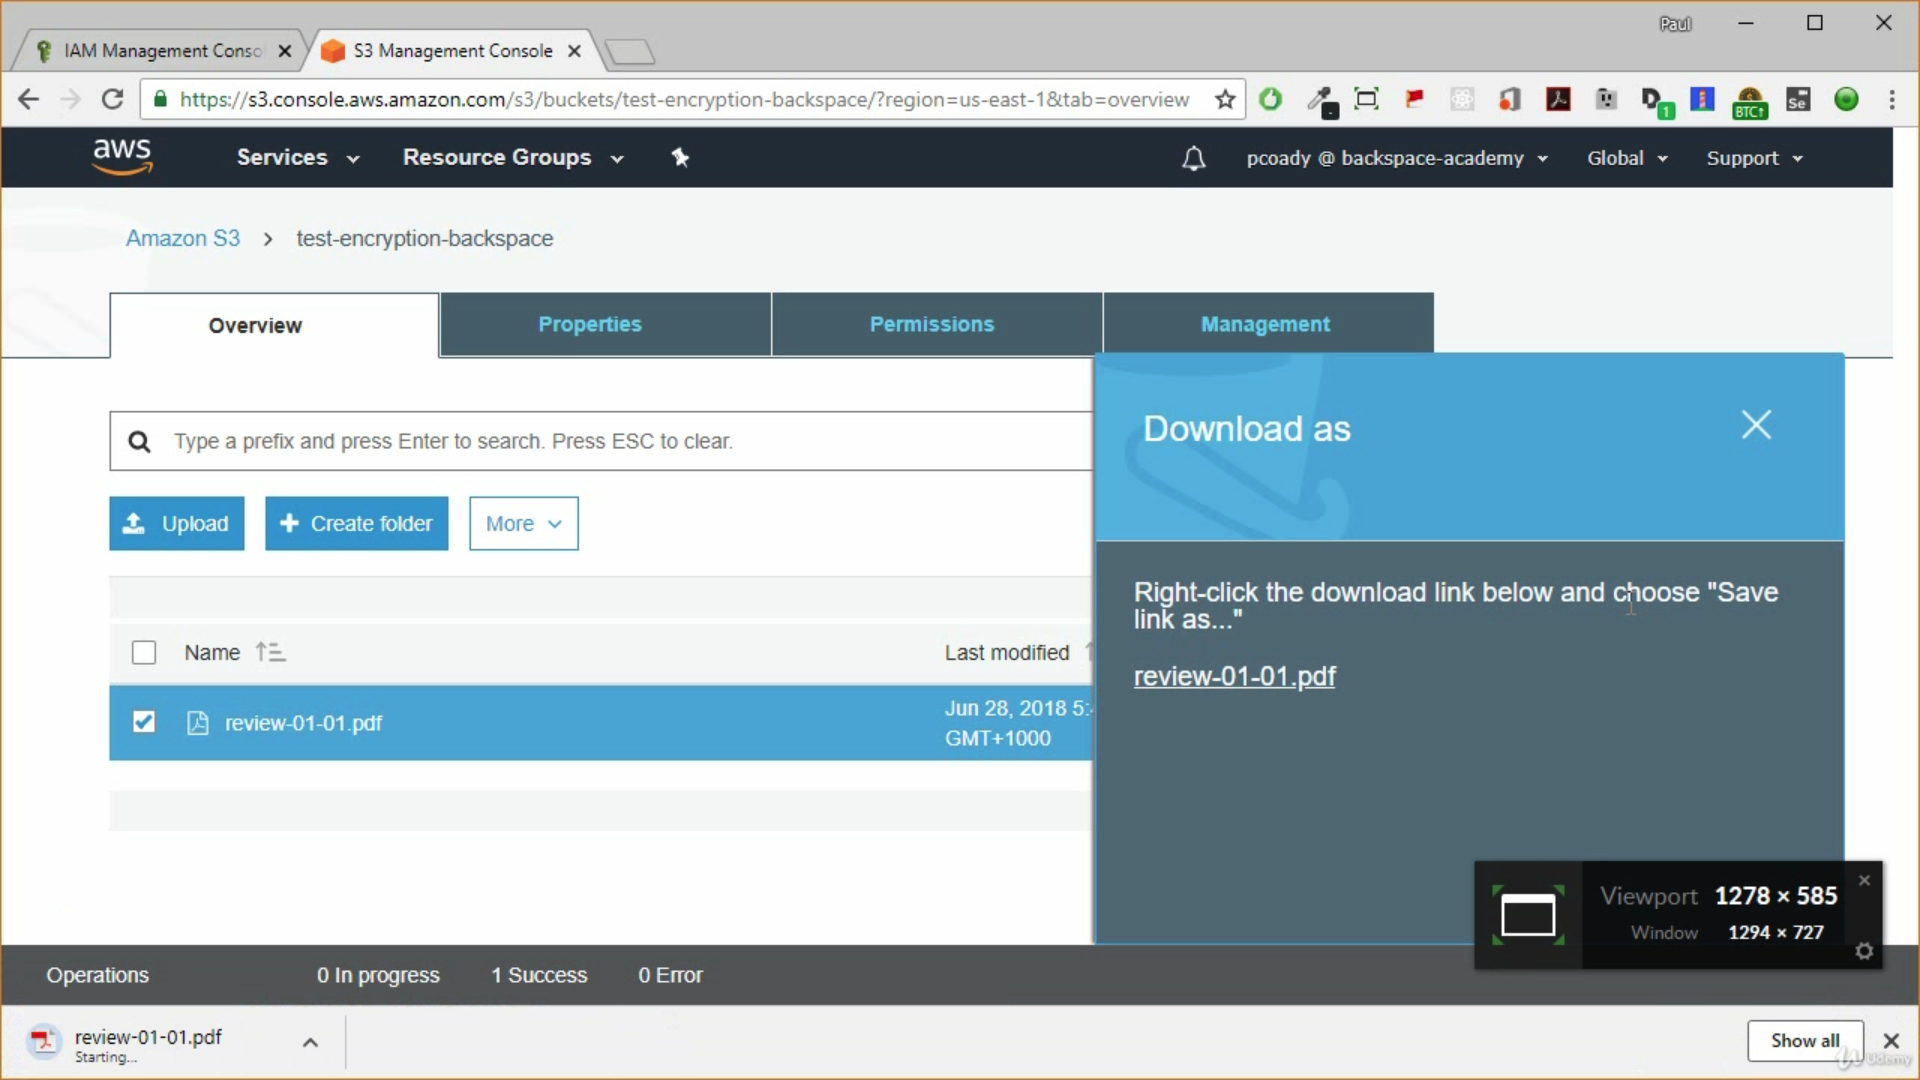 Paul
IAM Management Conso
S3 Management Console
https://s3.console.aws.amazon.com/s3/buckets/test-encryption-backspace/?region=us-east-1&tab=overview
D 1
BTC↑
Se
aws
Services
Resource Groups
pcoady @ backspace-academy
Global
Support
Amazon S3 > test-encryption-backspace
Overview
Properties
Permissions
Management
Download as
Type a prefix and press Enter to search. Press ESC to clear.
Upload
+ Create folder
More
Right-click the download link below and choose "Save
link as..."
review-01-01.pdf
Name
Last modified
review-01-01.pdf
Jun 28, 2018 5:
GMT+1000
Viewport 1278 × 585
Window 1294 × 727
Operations
0 In progress
1 Success
0 Error
review-01-01.pdf
Starting...
Show all
Udemy